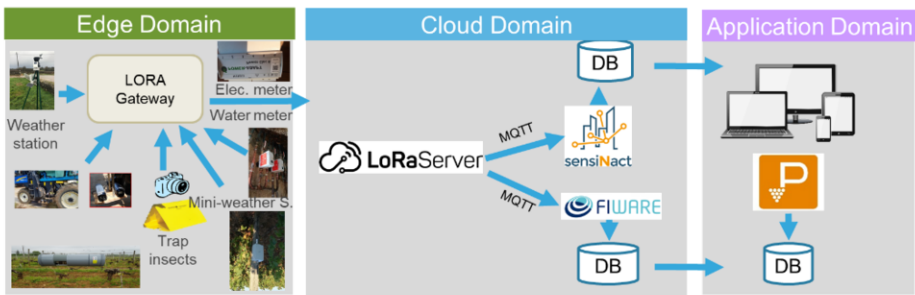 Edge Domain
Cloud Domain
Application Domain
LORA
Gateway
Elec. meter
Water meter
Weather
station
Mini-weather S.
Trap
insects
LoRaServer
MQTT
MQTT
DB
sensiNact
FIWARE
DB
P
DB